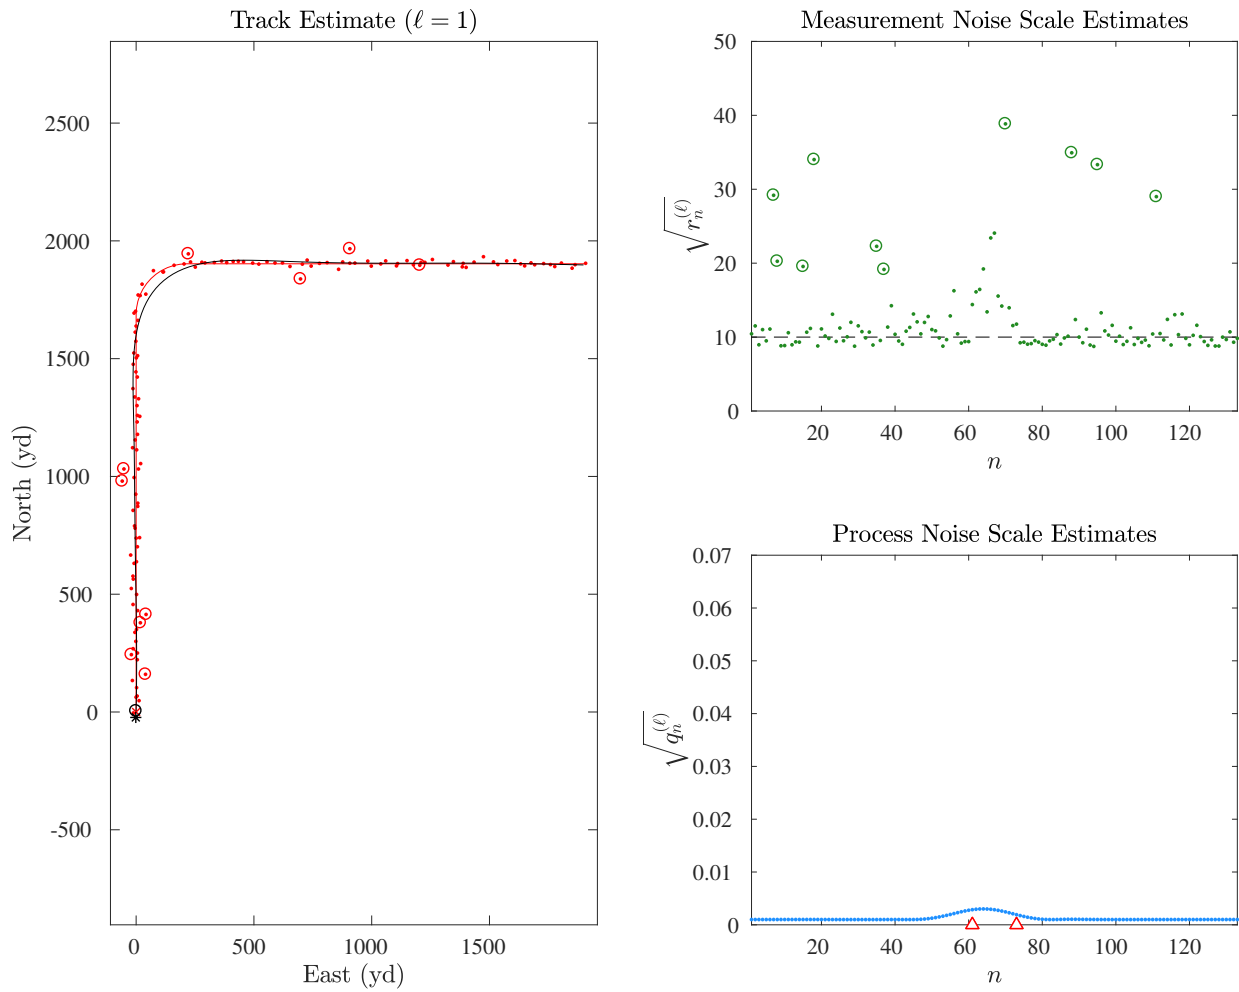 Track Estimate (ℓ = 1)
2500
2000
1500
1000
500
0
-500
0 500 1000 1500
East (yd)
North (yd)
Measurement Noise Scale Estimates
50
40
30
20
10
0
20 40 60 80 100 120
n
√r_n^(ℓ)
Process Noise Scale Estimates
0.07
0.06
0.05
0.04
0.03
0.02
0.01
0
20 40 60 80 100 120
n
√q_n^(ℓ)